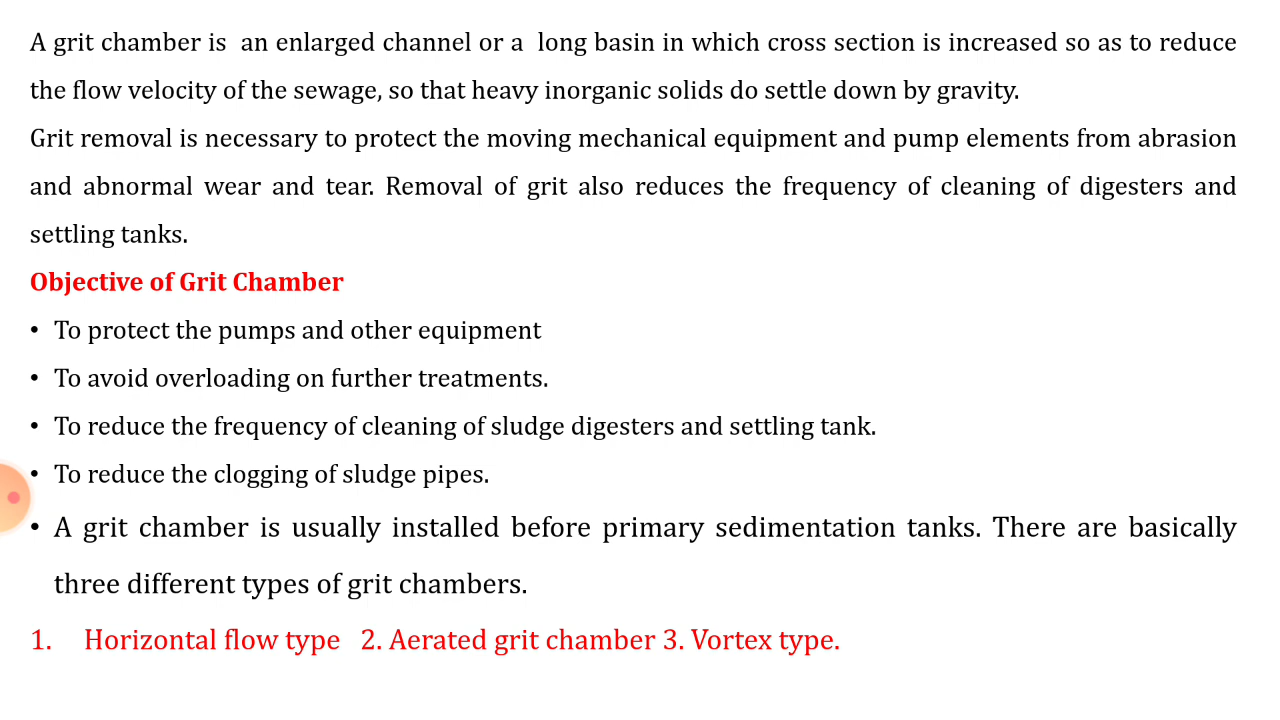 A grit chamber is an enlarged channel or a long basin in which cross section is increased so as to reduce
the flow velocity of the sewage, so that heavy inorganic solids do settle down by gravity.
Grit removal is necessary to protect the moving mechanical equipment and pump elements from abrasion
and abnormal wear and tear. Removal of grit also reduces the frequency of cleaning of digesters and
settling tanks.
Objective of Grit Chamber
• To protect the pumps and other equipment
• To avoid overloading on further treatments.
• To reduce the frequency of cleaning of sludge digesters and settling tank.
• To reduce the clogging of sludge pipes.
• A grit chamber is usually installed before primary sedimentation tanks. There are basically
three different types of grit chambers.
1. Horizontal flow type 2. Aerated grit chamber 3. Vortex type.